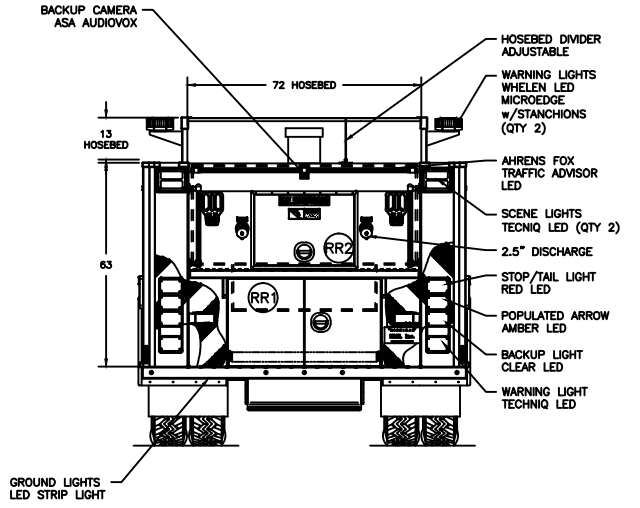 BACKUP CAMERA
ASA AUDIOVOX
HOSEBED DIVIDER
ADJUSTABLE
72 HOSEBED
WARNING LIGHTS
WHELEN LED
MICROEDGE
w/STANCHIONS
(QTY 2)
13
HOSEBED
AHRENS FOX
TRAFFIC ADVISOR
LED
SCENE LIGHTS
TECNIQ LED (QTY 2)
RR2
2.5" DISCHARGE
63
STOP/TAIL LIGHT
RED LED
RR1
POPULATED ARROW
AMBER LED
BACKUP LIGHT
CLEAR LED
WARNING LIGHT
TECHNIQ LED
GROUND LIGHTS
LED STRIP LIGHT